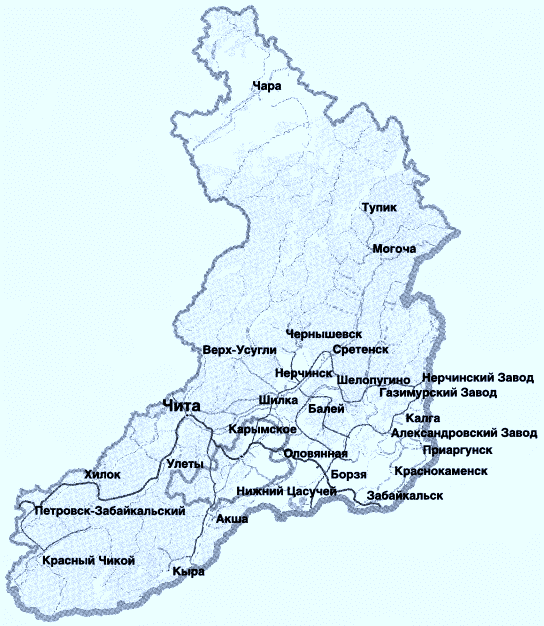 Чара
Тупик
Могоча
Чернышевск
Верх-Усугли
Сретенск
Нерчинск
Шелопугино
Нерчинский Завод
Газимурский Завод
Шилка
Балей
Чита
Калга
Карымское
Александровский Завод
Приаргунск
Оловянная
Улеты
Краснокаменск
Борзя
Хилок
Нижний Цасучей
Забайкальск
Петровск-Забайкальский
Акша
Красный Чикой
Кыра